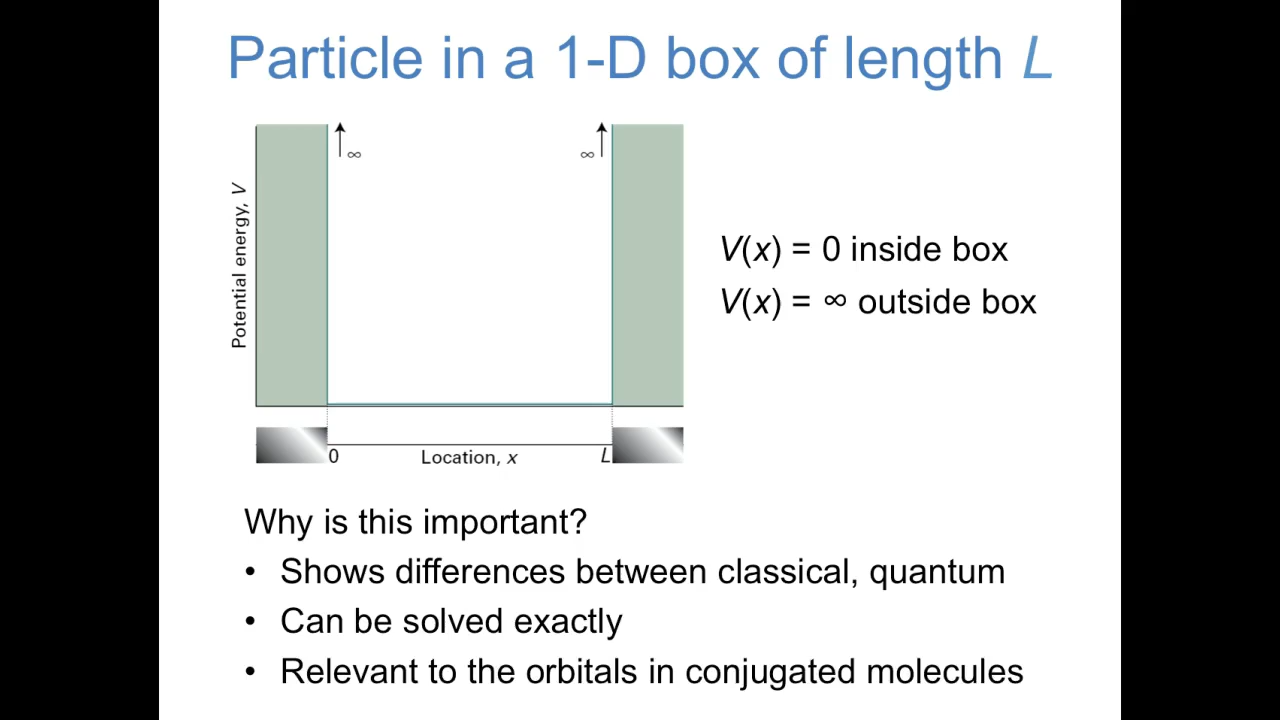 Particle in a 1-D box of length L
∞
∞
Potential energy, V
V(x) = 0 inside box
V(x) = ∞ outside box
0
Location, x
L
Why is this important?
• Shows differences between classical, quantum
• Can be solved exactly
• Relevant to the orbitals in conjugated molecules